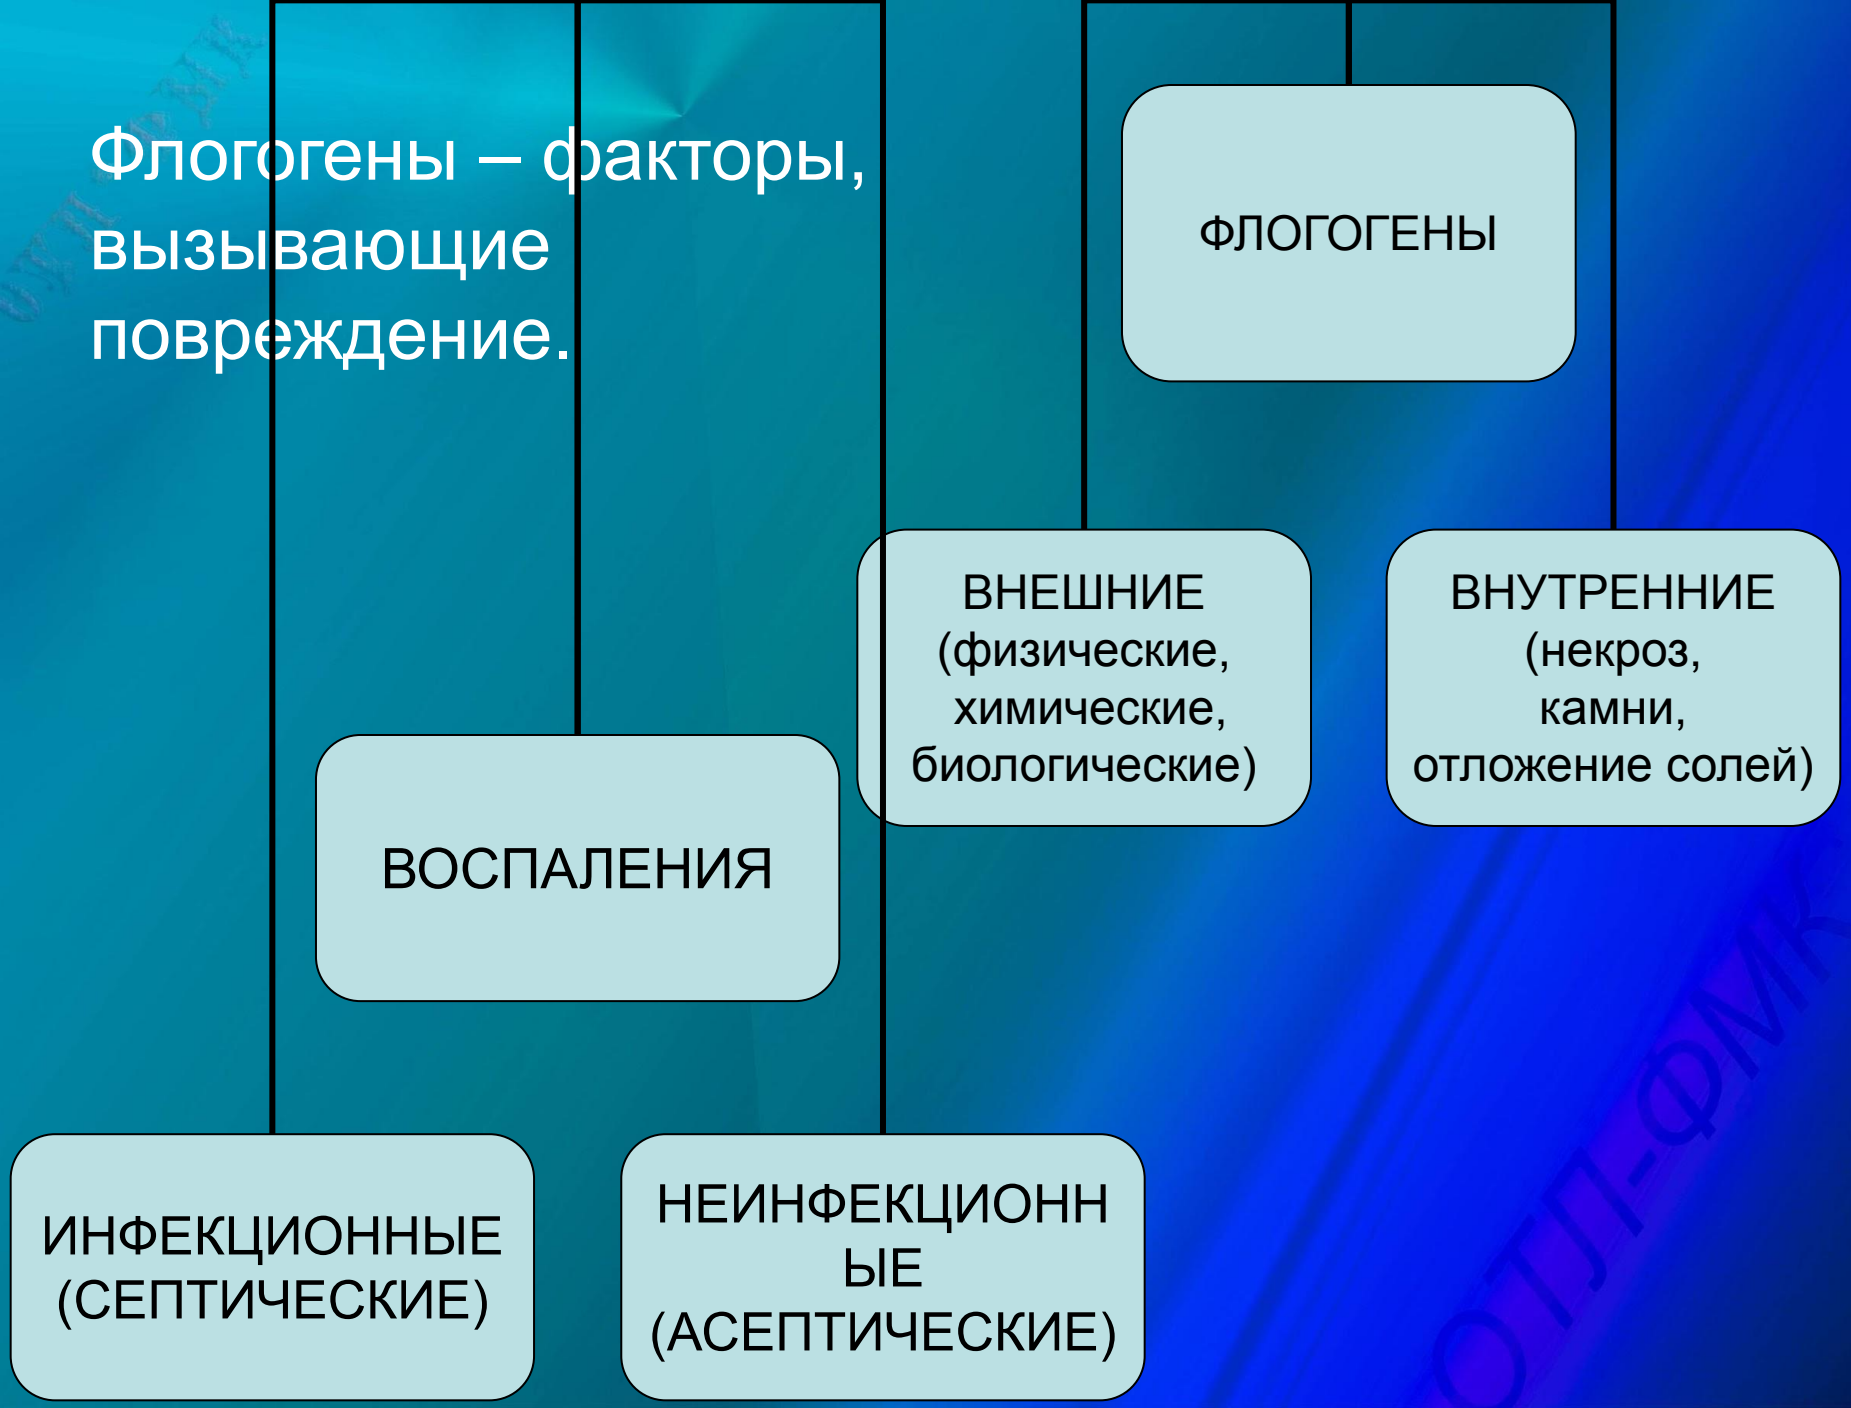 Флогогены – факторы,
вызывающие
повреждение.
ФЛОГОГЕНЫ
ВНЕШНИЕ
(физические,
химические,
биологические)
ВНУТРЕННИЕ
(некроз,
камни,
отложение солей)
ВОСПАЛЕНИЯ
ИНФЕКЦИОННЫЕ
(СЕПТИЧЕСКИЕ)
НЕИНФЕКЦИОНН
ЫЕ
(АСЕПТИЧЕСКИЕ)
ОТЛ-ФМК